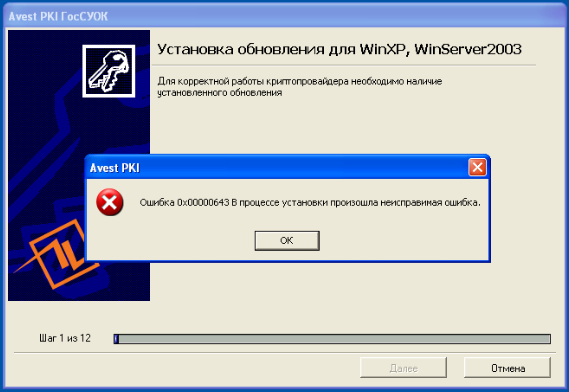 Avest PKI ГосСУОК
Установка обновления для WinXP, WinServer2003
Для корректной работы криптопровайдера необходимо наличие
установленного обновления
Avest PKI
Ошибка 0x00000643 В процессе установки произошла неисправимая ошибка.
OK
Шаг 1 из 12
Далее
Отмена